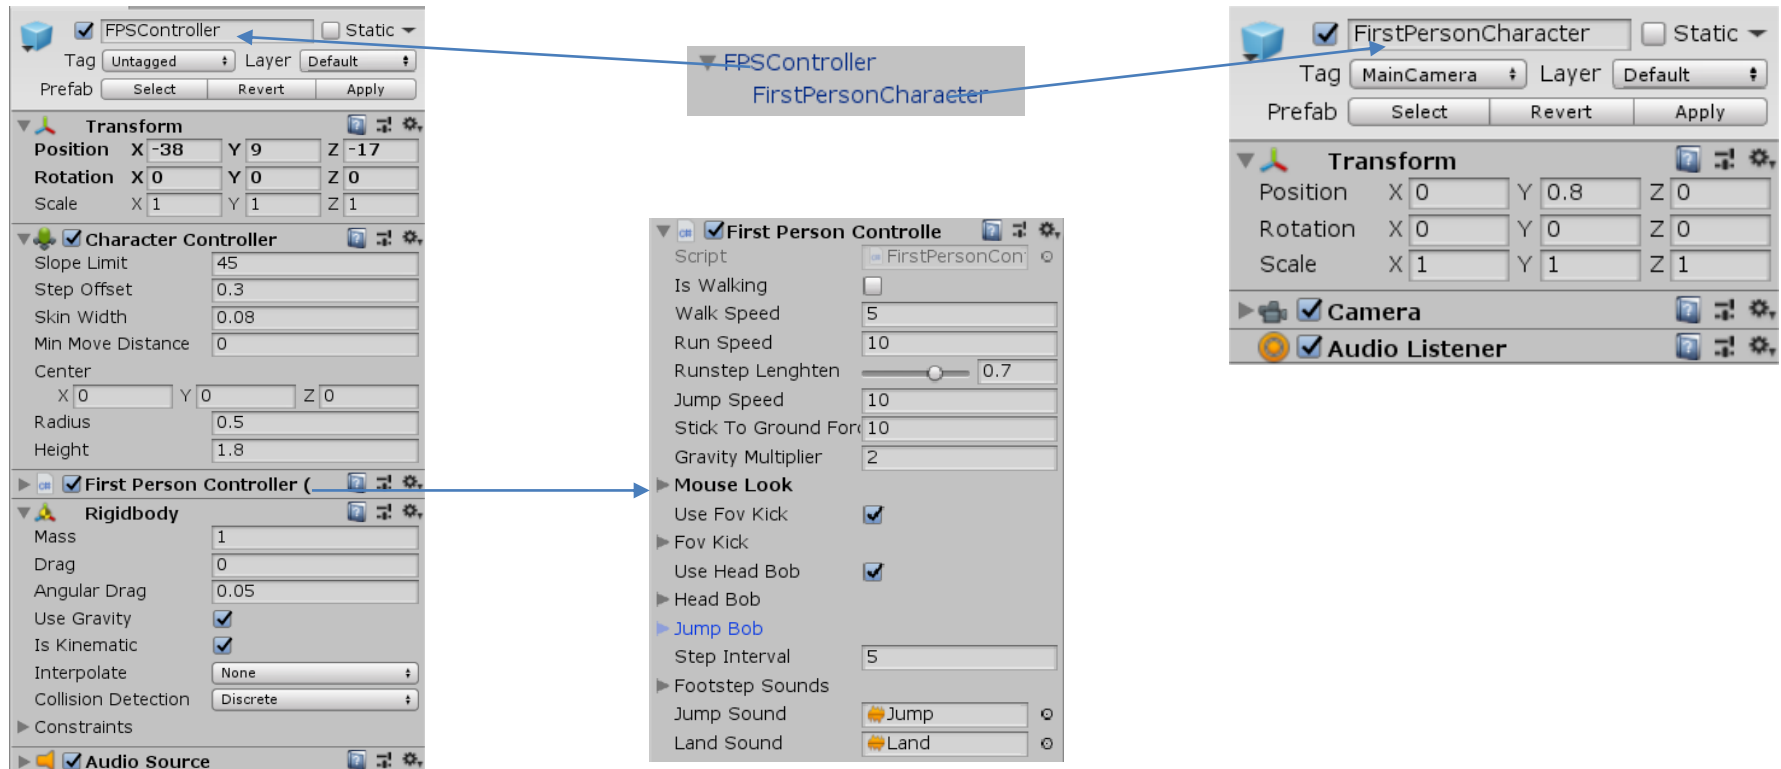 FPSController Static
Tag Untagged Layer Default
Prefab Select Revert Apply
Transform
Position X -38 Y 9 Z -17
Rotation X 0 Y 0 Z 0
Scale X 1 Y 1 Z 1
Character Controller
Slope Limit 45
Step Offset 0.3
Skin Width 0.08
Min Move Distance 0
Center
X 0 Y 0 Z 0
Radius 0.5
Height 1.8
First Person Controller (
Rigidbody
Mass 1
Drag 0
Angular Drag 0.05
Use Gravity
Is Kinematic
Interpolate None
Collision Detection Discrete
Constraints
Audio Source
FPSController
FirstPersonCharacter
First Person Controlle
Script FirstPersonCon
Is Walking
Walk Speed 5
Run Speed 10
Runstep Lenghten 0.7
Jump Speed 10
Stick To Ground For 10
Gravity Multiplier 2
Mouse Look
Use Fov Kick
Fov Kick
Use Head Bob
Head Bob
Jump Bob
Step Interval 5
Footstep Sounds
Jump Sound Jump
Land Sound Land
FirstPersonCharacter Static
Tag MainCamera Layer Default
Prefab Select Revert Apply
Transform
Position X 0 Y 0.8 Z 0
Rotation X 0 Y 0 Z 0
Scale X 1 Y 1 Z 1
Camera
Audio Listener